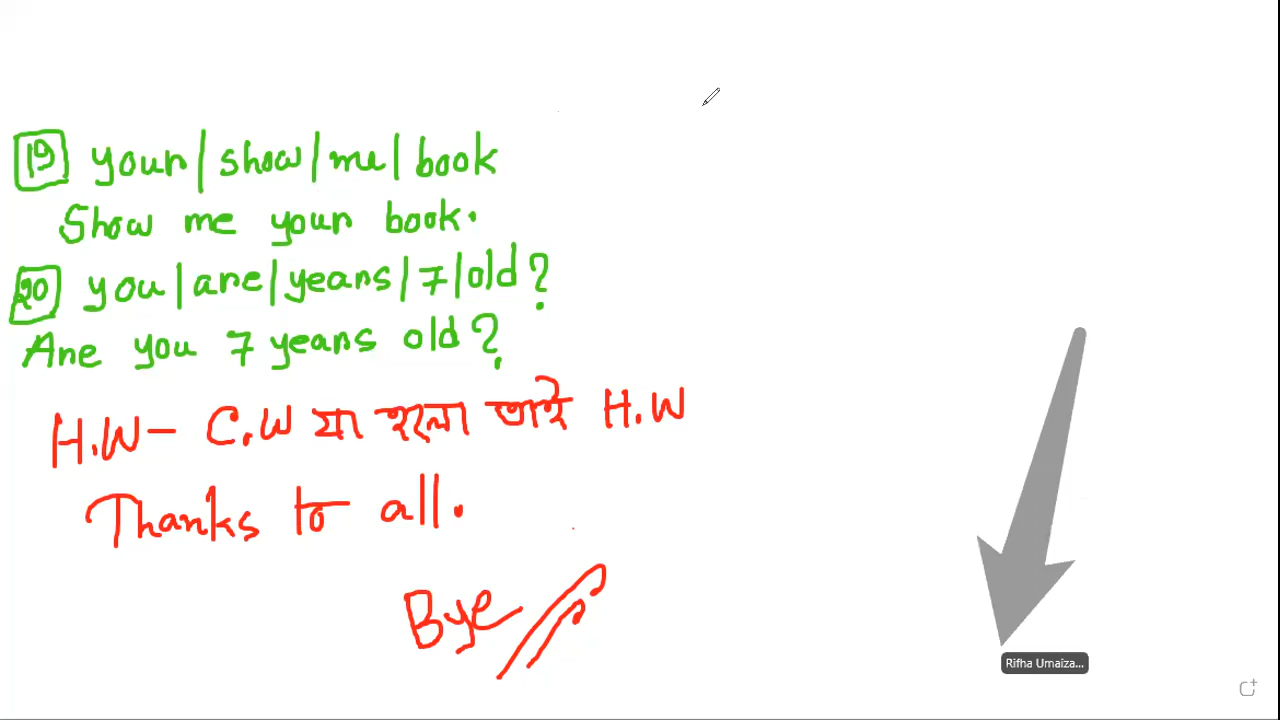 19 your/show/me/book
Show me your book.
20 you/are/years/7/old?
Are you 7 years old?
H.W- C.W যা হলো তাই H.W
Thanks to all.
Bye
Rifha Umaiza...